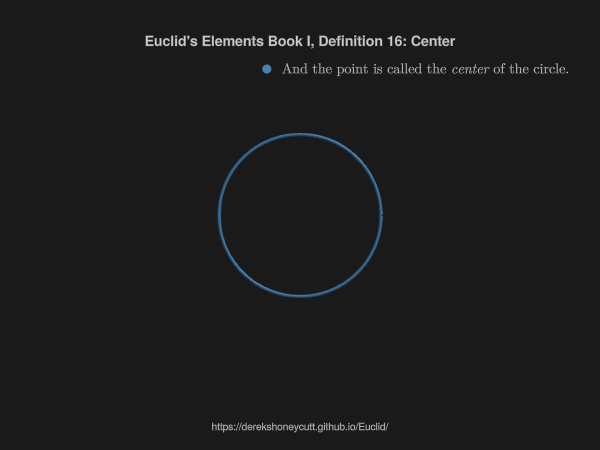 Euclid's Elements Book I, Definition 16: Center
And the point is called the center of the circle.
https://derekshoneycutt.github.io/Euclid/